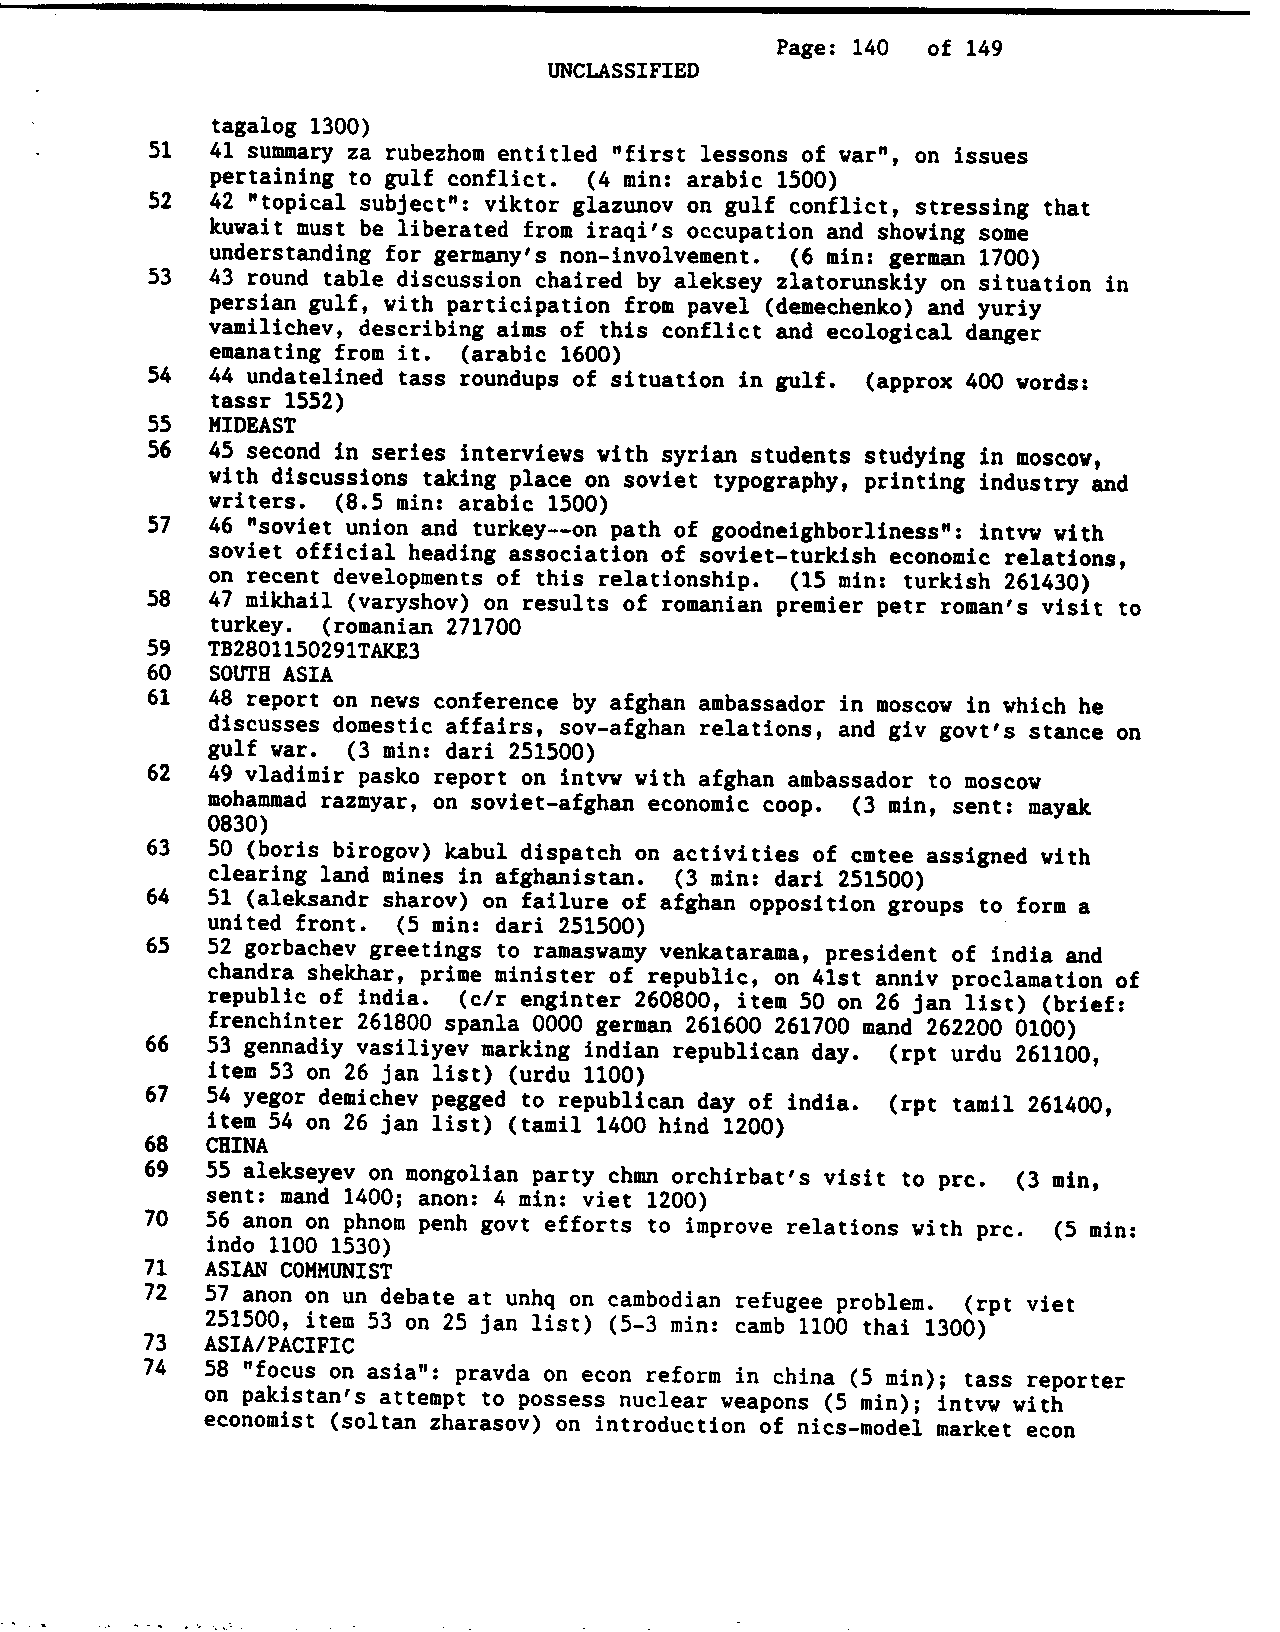 Page: 140 of 149
UNCLASSIFIED
tagalog 1300)
51 41 summary za rubezhom entitled "first lessons of war", on issues
pertaining to gulf conflict. (4 min: arabic 1500)
52 42 "topical subject": viktor glazunov on gulf conflict, stressing that
kuwait must be liberated from iraqi's occupation and showing some
understanding for germany's non-involvement. (6 min: german 1700)
53 43 round table discussion chaired by aleksey zlatorunskiy on situation in
persian gulf, with participation from pavel (demechenko) and yuriy
vamilichev, describing aims of this conflict and ecological danger
emanating from it. (arabic 1600)
54 44 undatelined tass roundups of situation in gulf. (approx 400 words:
tassr 1552)
55 MIDEAST
56 45 second in series interviews with syrian students studying in moscow,
with discussions taking place on soviet typography, printing industry and
writers. (8.5 min: arabic 1500)
57 46 "soviet union and turkey--on path of goodneighborliness": intvw with
soviet official heading association of soviet-turkish economic relations,
on recent developments of this relationship. (15 min: turkish 261430)
58 47 mikhail (varyshov) on results of romanian premier petr roman's visit to
turkey. (romanian 271700
59 TB2801150291TAKE3
60 SOUTH ASIA
61 48 report on news conference by afghan ambassador in moscow in which he
discusses domestic affairs, sov-afghan relations, and giv govt's stance on
gulf war. (3 min: dari 251500)
62 49 vladimir pasko report on intvw with afghan ambassador to moscow
mohammad razmyar, on soviet-afghan economic coop. (3 min, sent: mayak
0830)
63 50 (boris birogov) kabul dispatch on activities of cmtee assigned with
clearing land mines in afghanistan. (3 min: dari 251500)
64 51 (aleksandr sharov) on failure of afghan opposition groups to form a
united front. (5 min: dari 251500)
65 52 gorbachev greetings to ramaswamy venkatarama, president of india and
chandra shekhar, prime minister of republic, on 41st anniv proclamation of
republic of india. (c/r enginter 260800, item 50 on 26 jan list) (brief:
frenchinter 261800 spanla 0000 german 261600 261700 mand 262200 0100)
66 53 gennadiy vasiliyev marking indian republican day. (rpt urdu 261100,
item 53 on 26 jan list) (urdu 1100)
67 54 yegor demichev pegged to republican day of india. (rpt tamil 261400,
item 54 on 26 jan list) (tamil 1400 hind 1200)
68 CHINA
69 55 alekseyev on mongolian party chmn orchirbat's visit to prc. (3 min,
sent: mand 1400; anon: 4 min: viet 1200)
70 56 anon on phnom penh govt efforts to improve relations with prc. (5 min:
indo 1100 1530)
71 ASIAN COMMUNIST
72 57 anon on un debate at unhq on cambodian refugee problem. (rpt viet
251500, item 53 on 25 jan list) (5-3 min: camb 1100 thai 1300)
73 ASIA/PACIFIC
74 58 "focus on asia": pravda on econ reform in china (5 min); tass reporter
on pakistan's attempt to possess nuclear weapons (5 min); intvw with
economist (soltan zharasov) on introduction of nics-model market econ